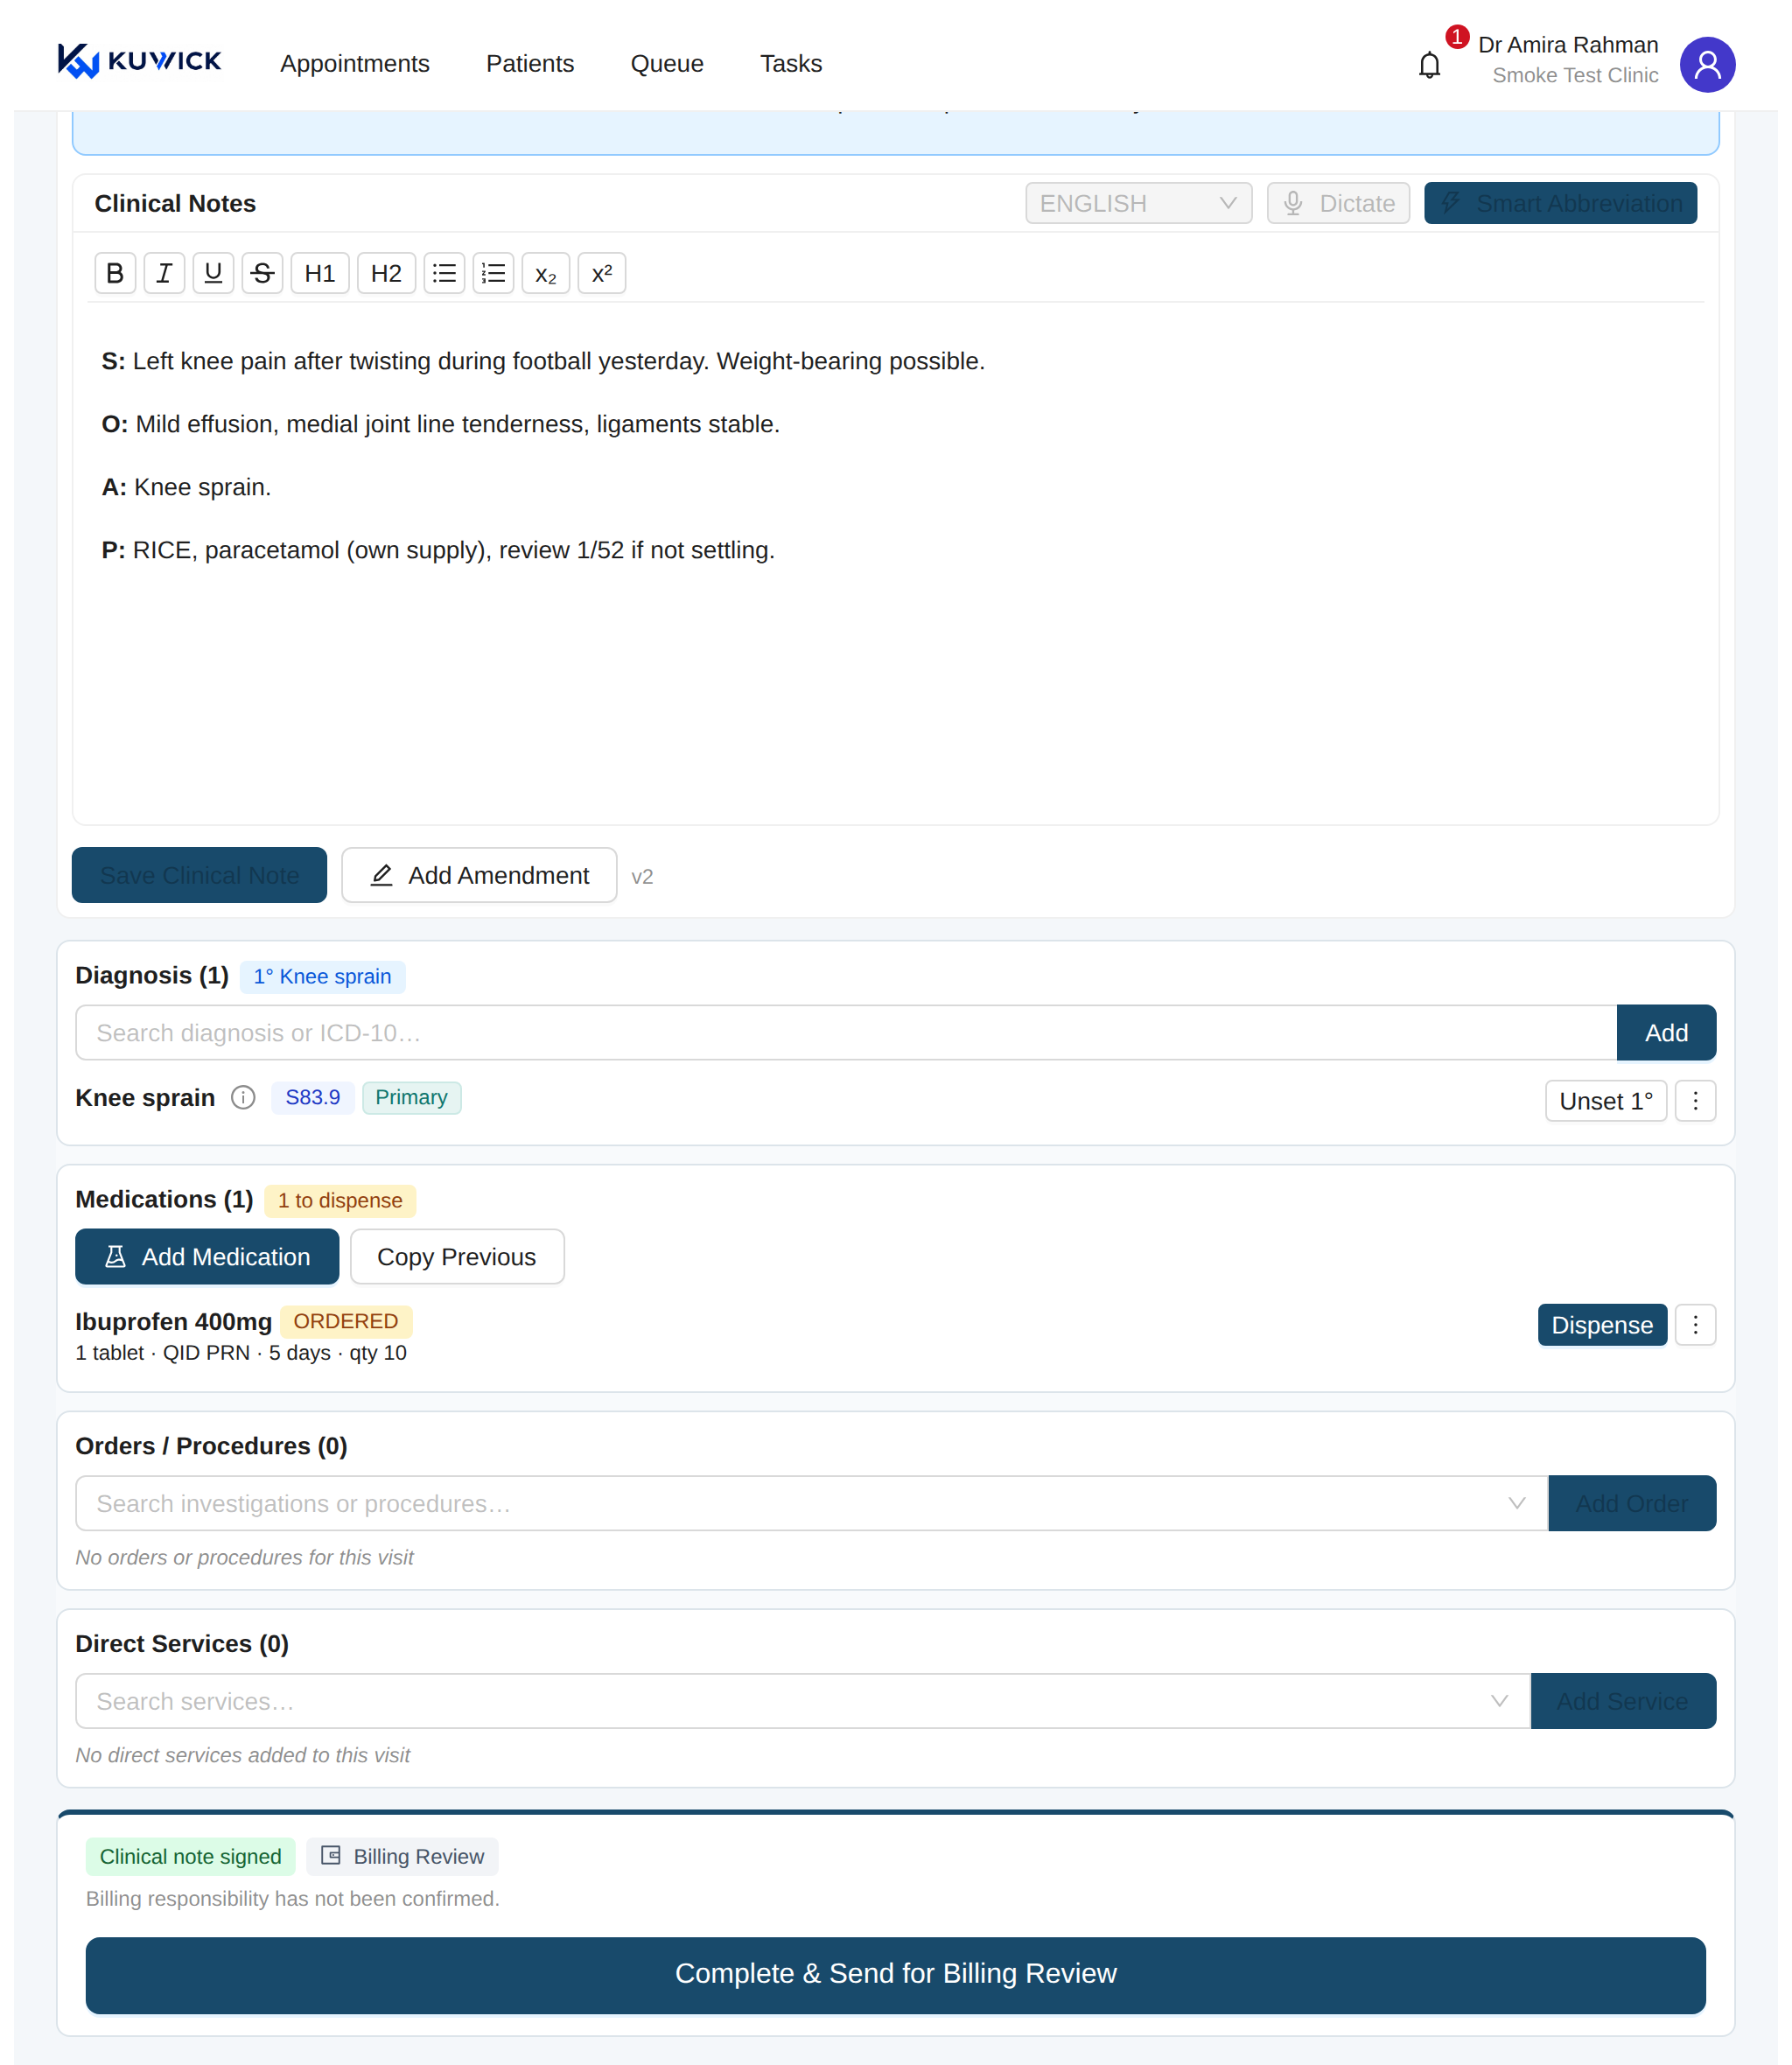 KUWICK
Appointments
Patients
Queue
Tasks
1
Dr Amira Rahman
Smoke Test Clinic
Clinical Notes
ENGLISH
Dictate
Smart Abbreviation
B I U S H1 H2 x₂ x²
S: Left knee pain after twisting during football yesterday. Weight-bearing possible.
O: Mild effusion, medial joint line tenderness, ligaments stable.
A: Knee sprain.
P: RICE, paracetamol (own supply), review 1/52 if not settling.
Save Clinical Note
Add Amendment
v2
Diagnosis (1)
1° Knee sprain
Search diagnosis or ICD-10…
Add
Knee sprain
S83.9
Primary
Unset 1°
Medications (1)
1 to dispense
Add Medication
Copy Previous
Ibuprofen 400mg
ORDERED
Dispense
1 tablet · QID PRN · 5 days · qty 10
Orders / Procedures (0)
Search investigations or procedures…
Add Order
No orders or procedures for this visit
Direct Services (0)
Search services…
Add Service
No direct services added to this visit
Clinical note signed
Billing Review
Billing responsibility has not been confirmed.
Complete & Send for Billing Review